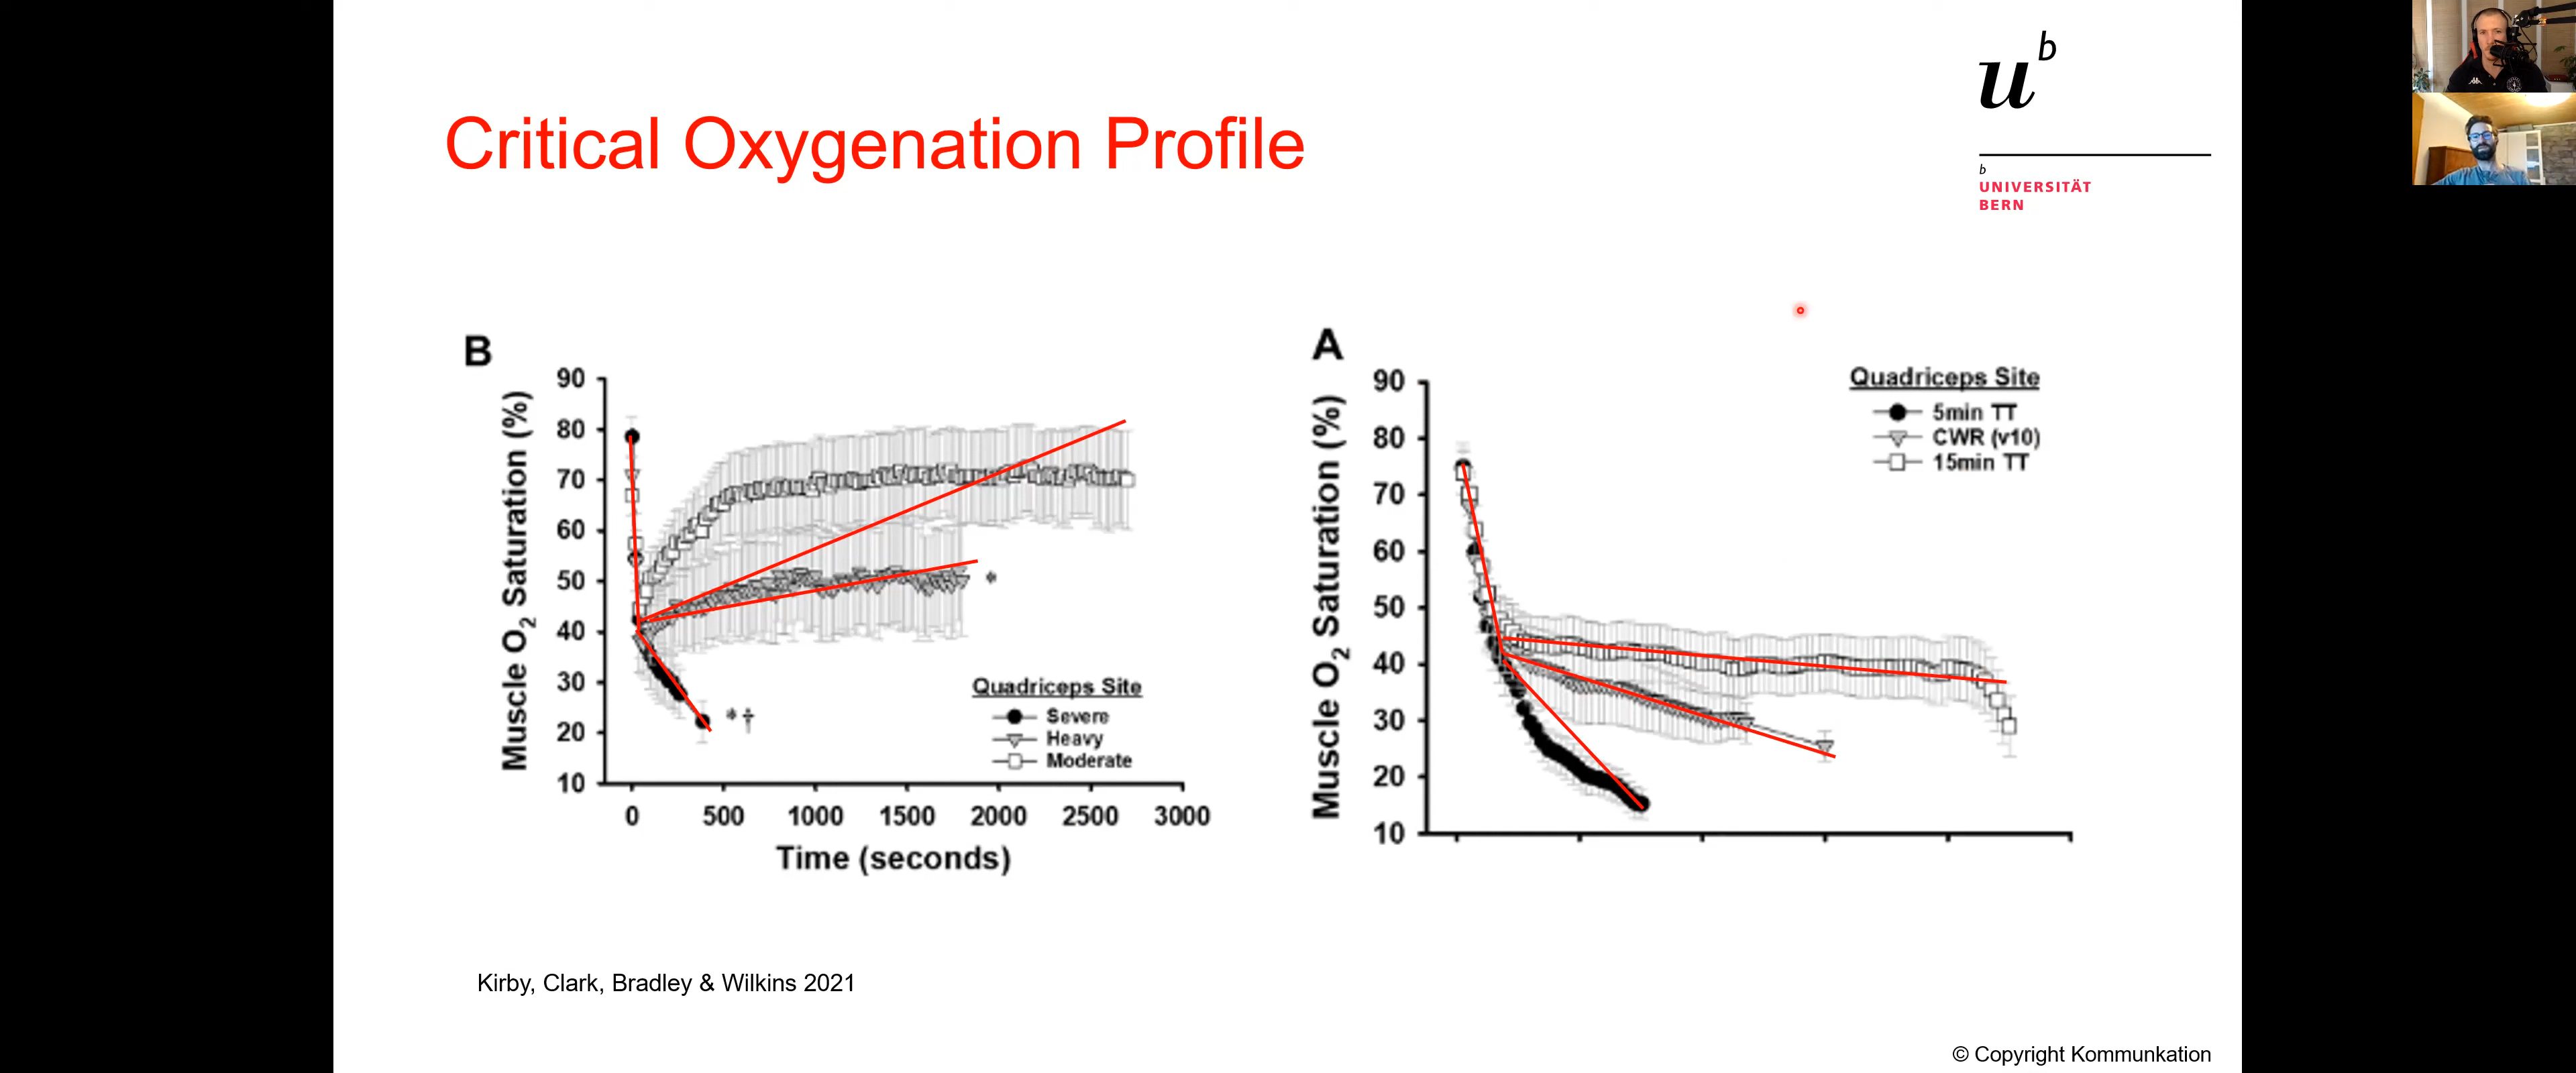 Critical Oxygenation Profile
u b
b
UNIVERSITÄT
BERN
B
Muscle O2 Saturation (%)
90
80
70
60
50
40
30
20
10
* †
*
Quadriceps Site
Severe
Heavy
Moderate
0 500 1000 1500 2000 2500 3000
Time (seconds)
A
Muscle O2 Saturation (%)
90
80
70
60
50
40
30
20
10
Quadriceps Site
5min TT
CWR (v10)
15min TT
Kirby, Clark, Bradley & Wilkins 2021
© Copyright Kommunkation